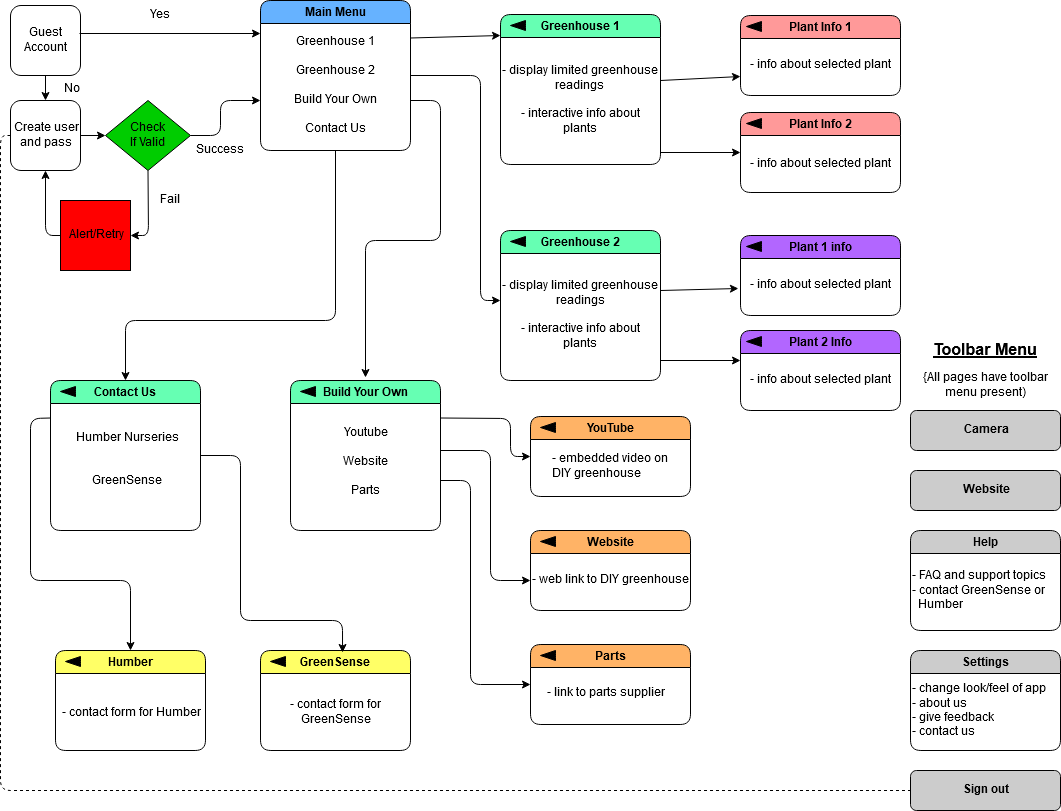 Guest
Account
Yes
No
Create user
and pass
Check
If Valid
Success
Fail
Alert/Retry
Main Menu
Greenhouse 1
Greenhouse 2
Build Your Own
Contact Us
Greenhouse 1
- display limited greenhouse
readings
- interactive info about
plants
Plant Info 1
- info about selected plant
Plant Info 2
- info about selected plant
Greenhouse 2
- display limited greenhouse
readings
- interactive info about
plants
Plant 1 info
- info about selected plant
Plant 2 Info
- info about selected plant
Contact Us
Humber Nurseries
GreenSense
Build Your Own
Youtube
Website
Parts
YouTube
- embedded video on
DIY greenhouse
Website
- web link to DIY greenhouse
Parts
- link to parts supplier
Humber
- contact form for Humber
GreenSense
- contact form for
GreenSense
Toolbar Menu
{All pages have toolbar
menu present)
Camera
Website
Help
- FAQ and support topics
- contact GreenSense or
Humber
Settings
- change look/feel of app
- about us
- give feedback
- contact us
Sign out